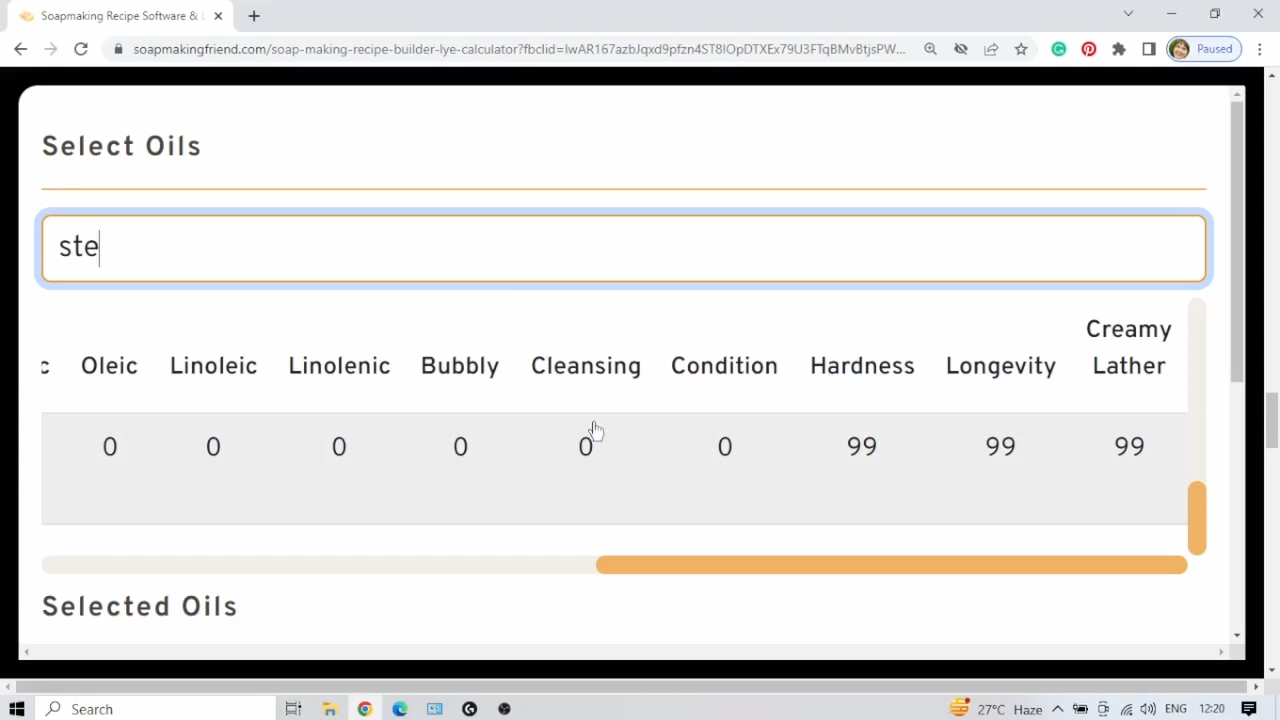 Soapmaking Recipe Software & L
soapmakingfriend.com/soap-making-recipe-builder-lye-calculator?fbclid=IwAR167azbJqxd9pfzn4ST8IOpDTXEx79U3FTqBMvBtjsPW...
Paused
Select Oils
ste
c Oleic Linoleic Linolenic Bubbly Cleansing Condition Hardness Longevity Creamy Lather
0 0 0 0 0 0 99 99 99
Selected Oils
Search
27°C Haze
ENG
12:20